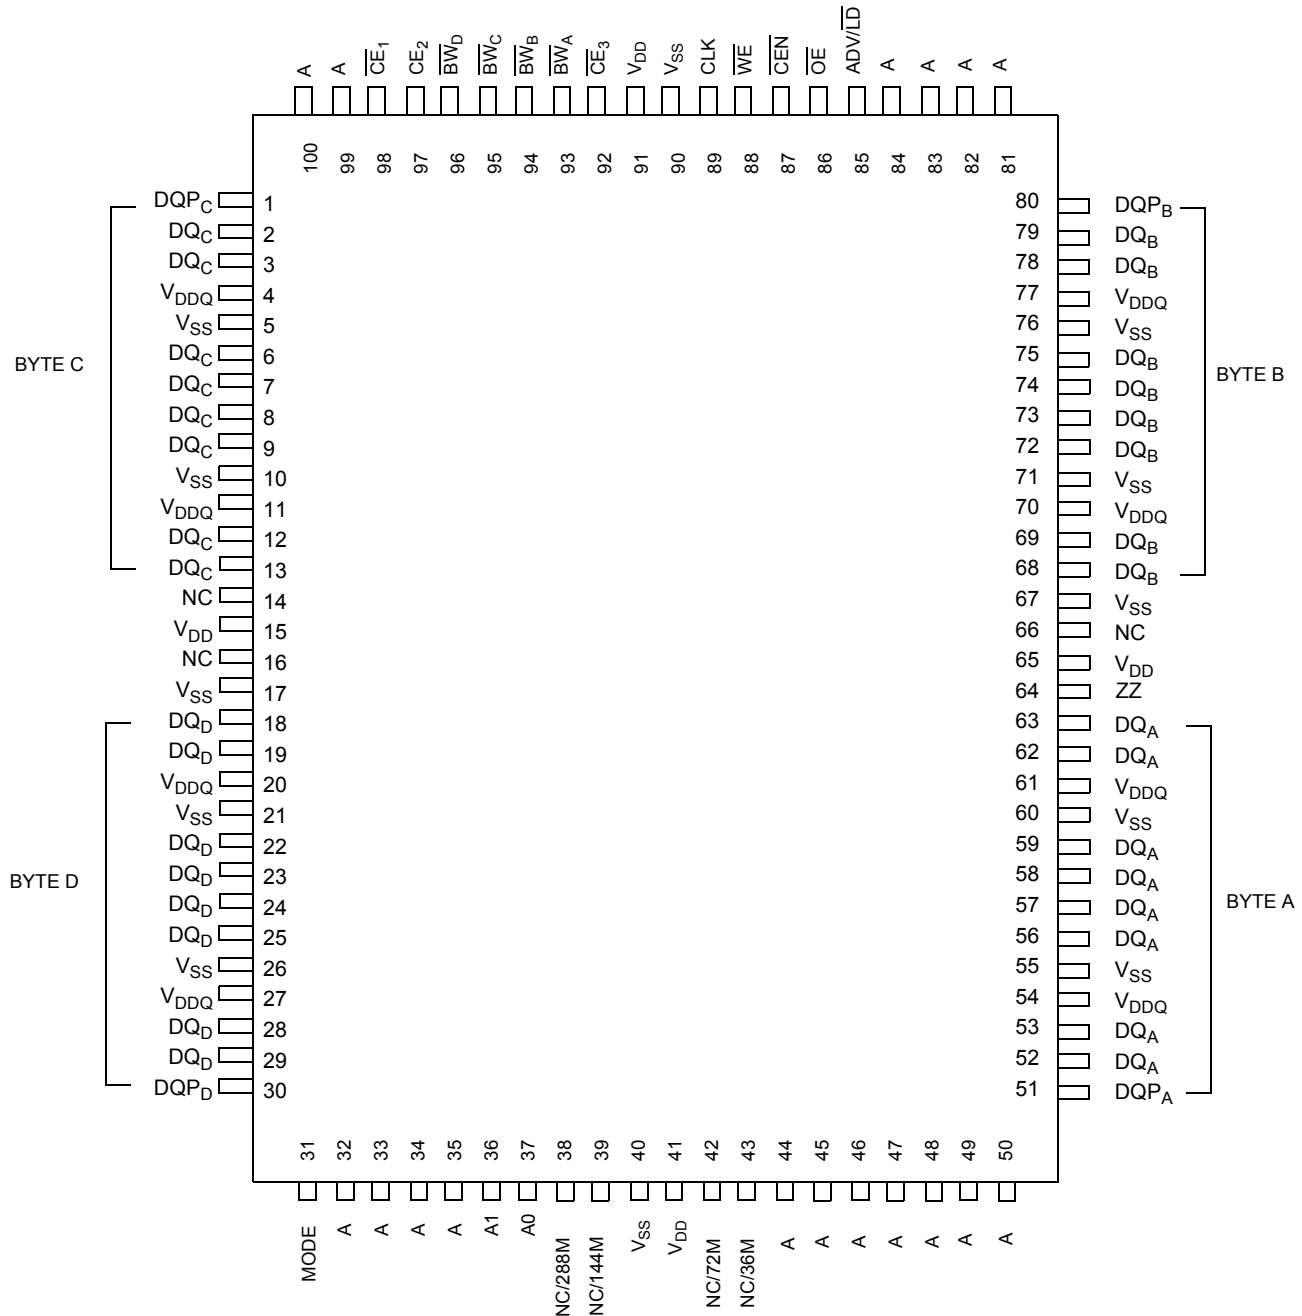 A
A
CE1
CE2
BWD
BWC
BWB
BWA
CE3
VDD
VSS
CLK
WE
CEN
OE
ADV/LD
A
A
A
A
100
99
98
97
96
95
94
93
92
91
90
89
88
87
86
85
84
83
82
81
BYTE C
DQPC 1
DQC 2
DQC 3
VDDQ 4
VSS 5
DQC 6
DQC 7
DQC 8
DQC 9
VSS 10
VDDQ 11
DQC 12
DQC 13
NC 14
VDD 15
NC 16
VSS 17
BYTE D
DQD 18
DQD 19
VDDQ 20
VSS 21
DQD 22
DQD 23
DQD 24
DQD 25
VSS 26
VDDQ 27
DQD 28
DQD 29
DQPD 30
80 DQPB
79 DQB
78 DQB
77 VDDQ
76 VSS
75 DQB
74 DQB
73 DQB
72 DQB
71 VSS
70 VDDQ
69 DQB
68 DQB
BYTE B
67 VSS
66 NC
65 VDD
64 ZZ
63 DQA
62 DQA
61 VDDQ
60 VSS
59 DQA
58 DQA
57 DQA
56 DQA
55 VSS
54 VDDQ
53 DQA
52 DQA
51 DQPA
BYTE A
31
32
33
34
35
36
37
38
39
40
41
42
43
44
45
46
47
48
49
50
MODE
A
A
A
A
A1
A0
NC/288M
NC/144M
VSS
VDD
NC/72M
NC/36M
A
A
A
A
A
A
A